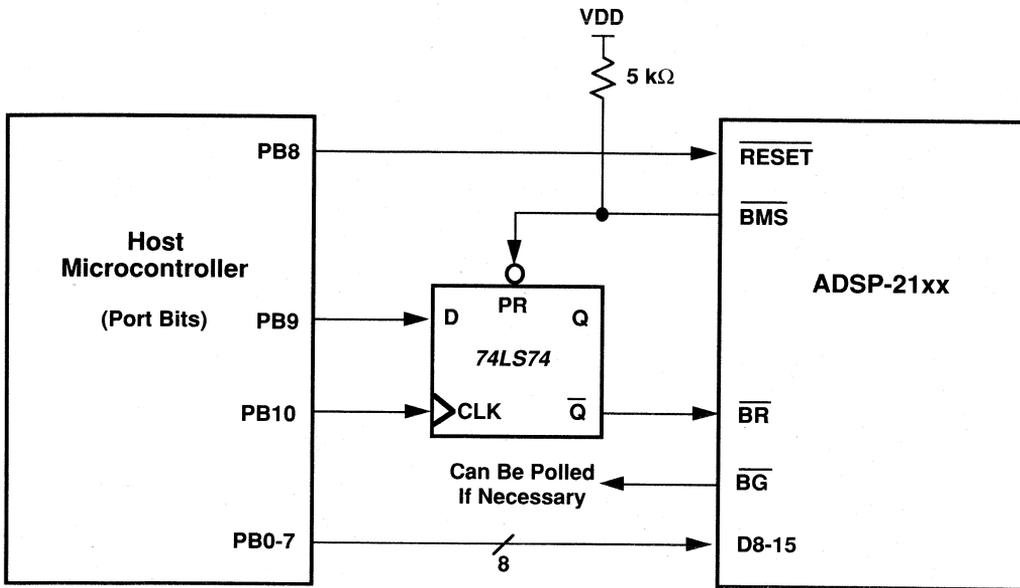 VDD
5 kΩ
PB8
RESET
BMS
Host
Microcontroller
(Port Bits)
ADSP-21xx
PR
PB9
D
Q
74LS74
PB10
CLK
Q
BR
Can Be Polled
If Necessary
BG
PB0-7
8
D8-15